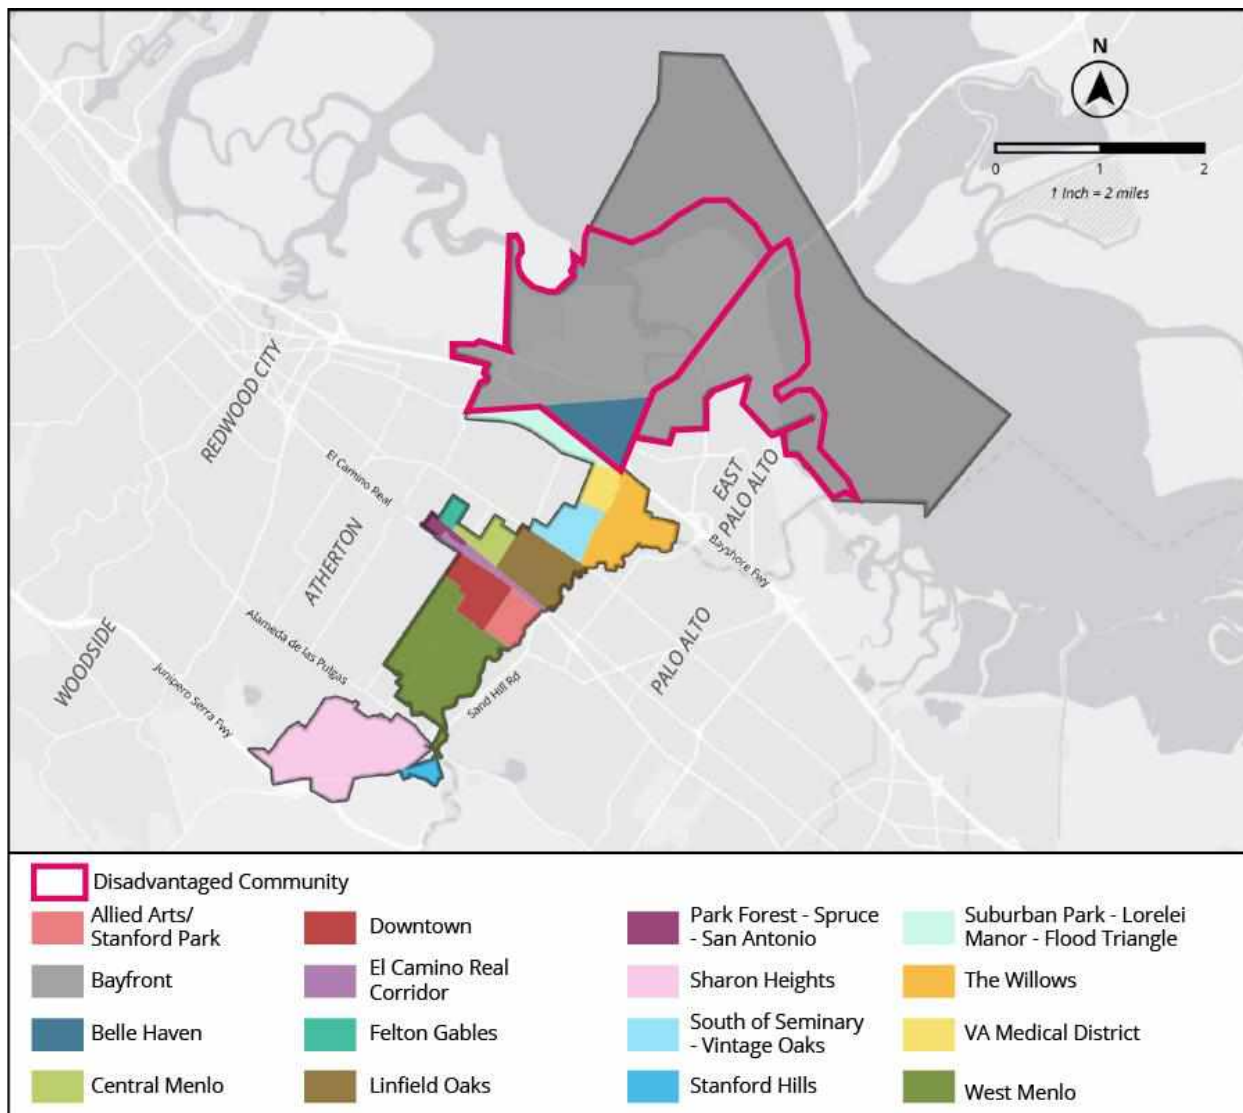 N
0 1 2
1 Inch = 2 miles
REDWOOD CITY
El Camino Real
EAST
PALO ALTO
Bayshore Fwy
ATHERTON
Alameda de las Pulgas
WOODSIDE
Junipero Serra Fwy
Sand Hill Rd
PALO ALTO
Disadvantaged Community
Allied Arts/
Stanford Park
Bayfront
Belle Haven
Central Menlo
Downtown
El Camino Real
Corridor
Felton Gables
Linfield Oaks
Park Forest - Spruce
- San Antonio
Sharon Heights
South of Seminary
- Vintage Oaks
Stanford Hills
Suburban Park - Lorelei
Manor - Flood Triangle
The Willows
VA Medical District
West Menlo